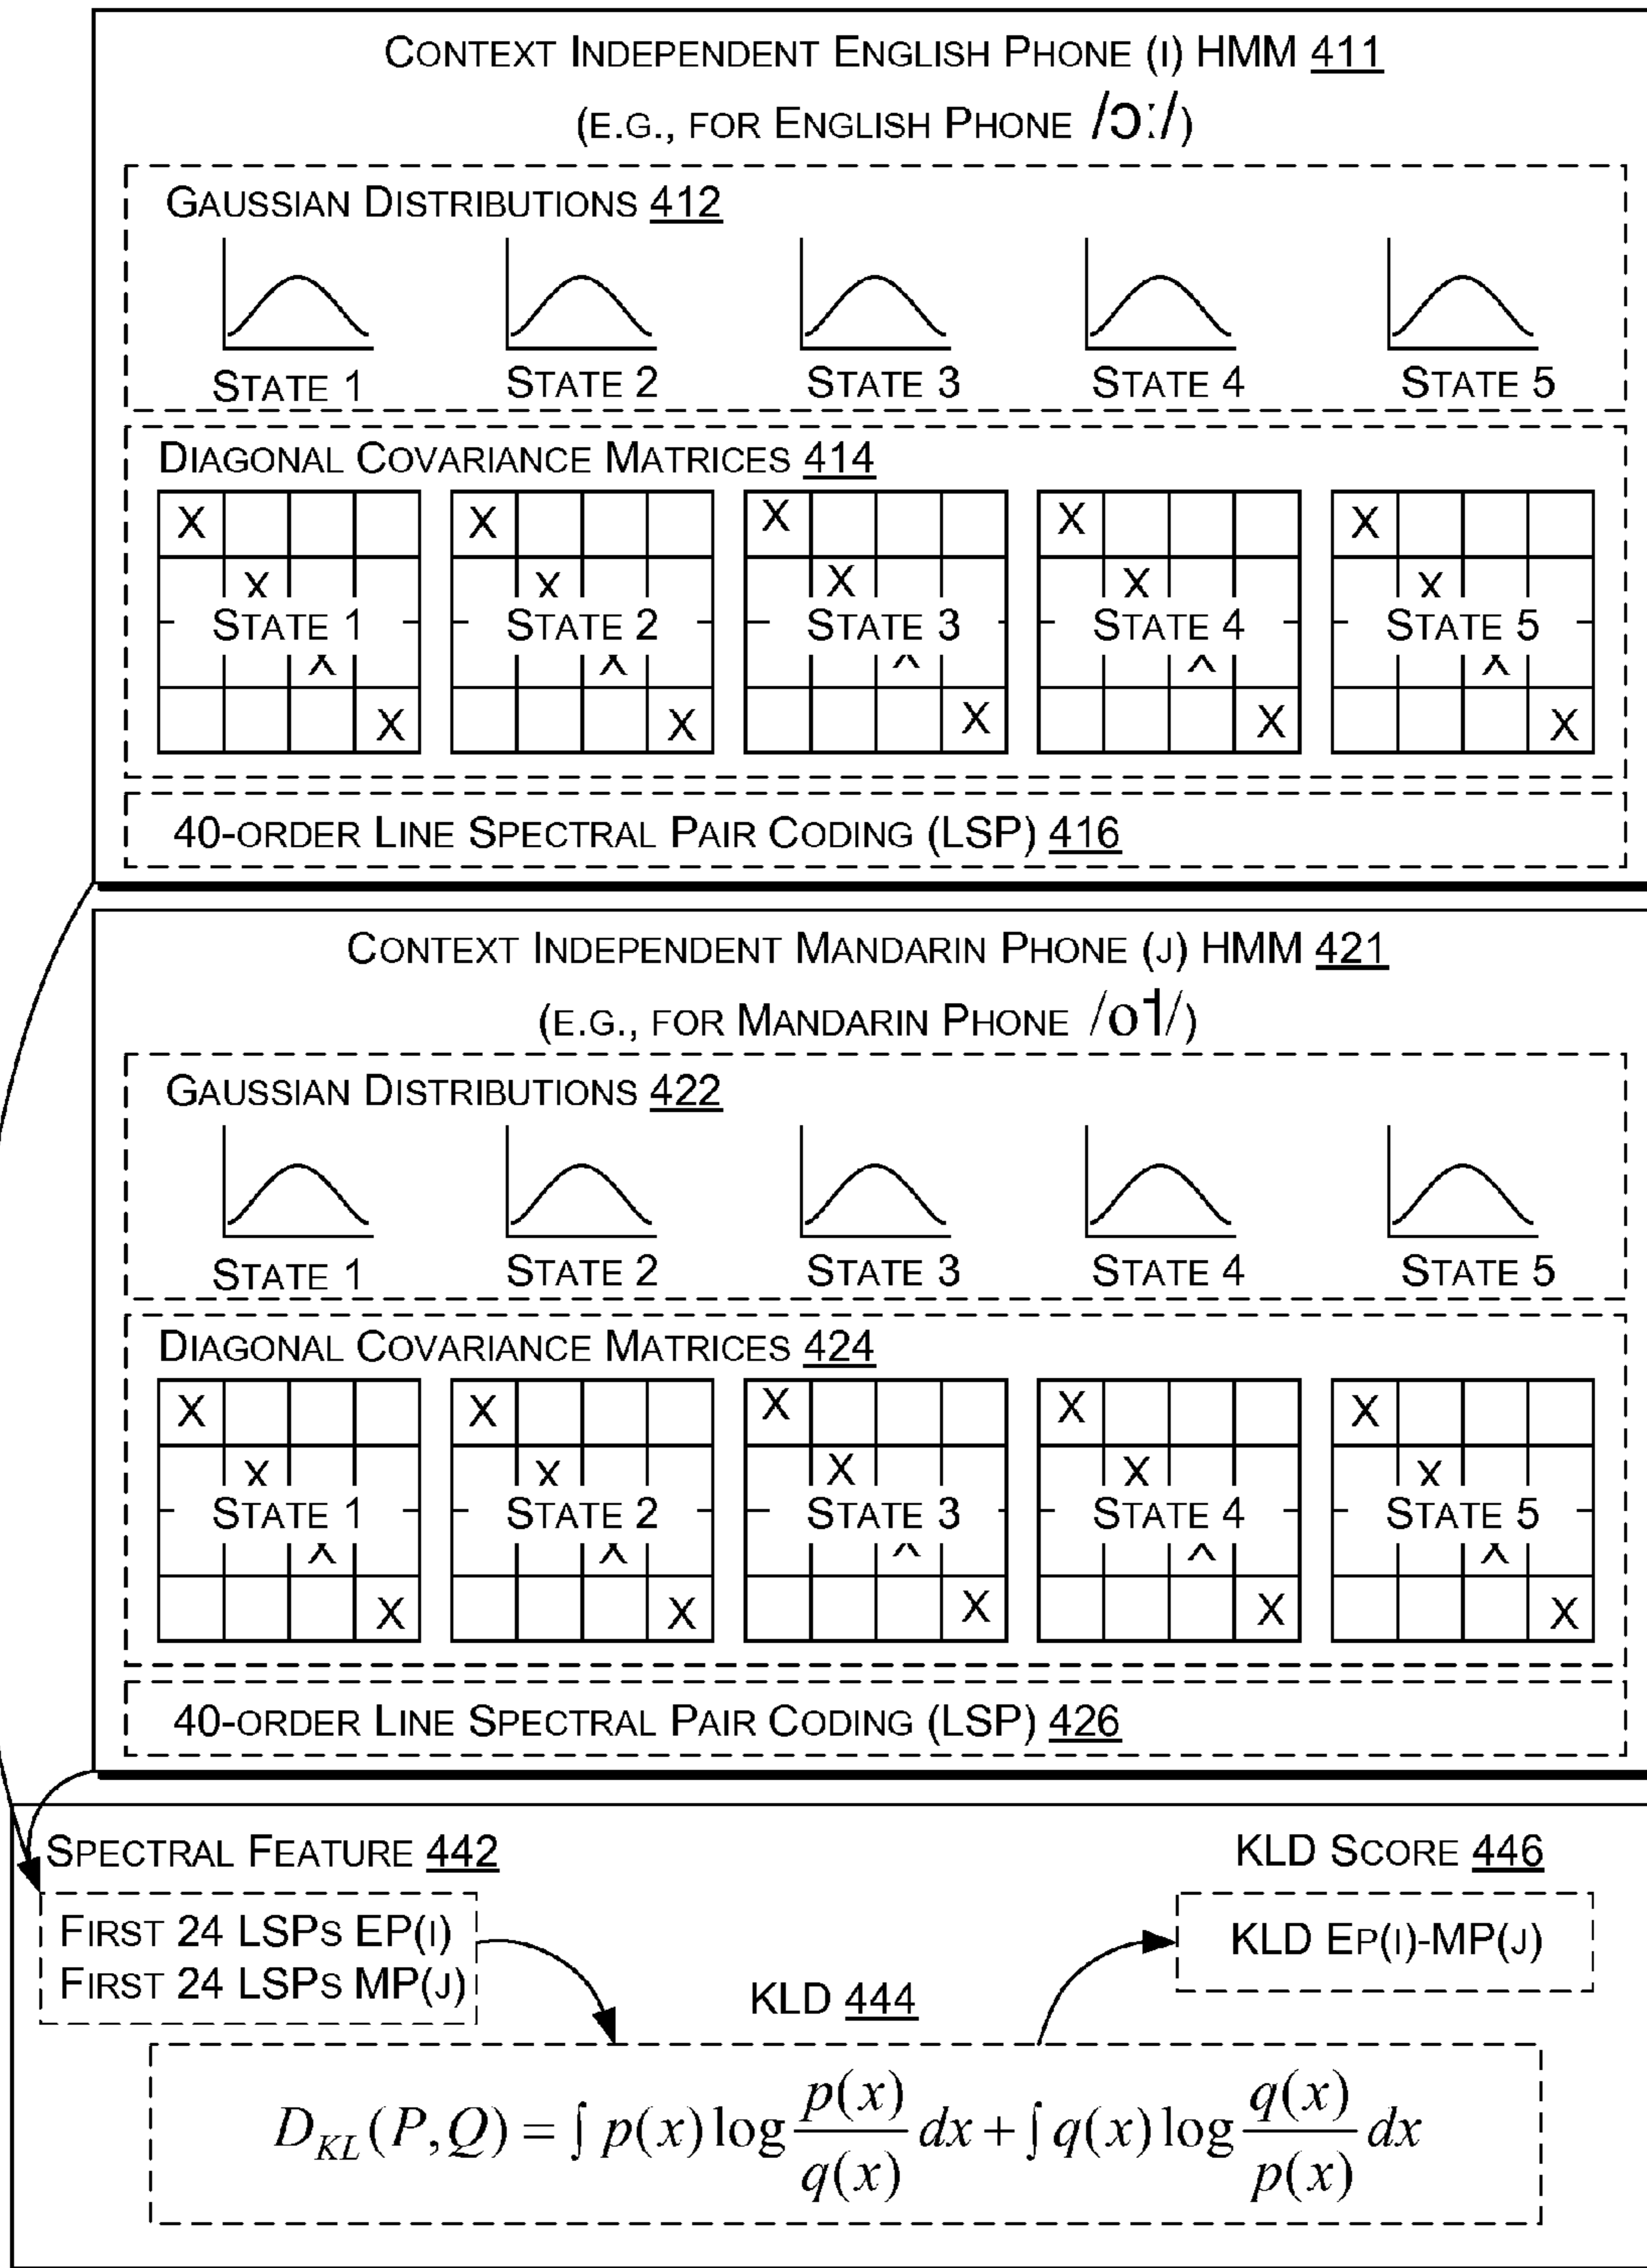 CONTEXT INDEPENDENT ENGLISH PHONE (I) HMM 411
(E.G., FOR ENGLISH PHONE /ɔː/)
GAUSSIAN DISTRIBUTIONS 412
STATE 1 STATE 2 STATE 3 STATE 4 STATE 5
DIAGONAL COVARIANCE MATRICES 414
X X X X X
X X X X X
STATE 1 STATE 2 STATE 3 STATE 4 STATE 5
X X X X X
X X X X X
40-ORDER LINE SPECTRAL PAIR CODING (LSP) 416
CONTEXT INDEPENDENT MANDARIN PHONE (J) HMM 421
(E.G., FOR MANDARIN PHONE /o˦/)
GAUSSIAN DISTRIBUTIONS 422
STATE 1 STATE 2 STATE 3 STATE 4 STATE 5
DIAGONAL COVARIANCE MATRICES 424
X X X X X
X X X X X
STATE 1 STATE 2 STATE 3 STATE 4 STATE 5
X X X X X
X X X X X
40-ORDER LINE SPECTRAL PAIR CODING (LSP) 426
SPECTRAL FEATURE 442
FIRST 24 LSPS EP(I)
FIRST 24 LSPS MP(J)
KLD SCORE 446
KLD EP(I)-MP(J)
KLD 444
D_{KL}(P,Q) = ∫ p(x) log \frac{p(x)}{q(x)} dx + ∫ q(x) log \frac{q(x)}{p(x)} dx